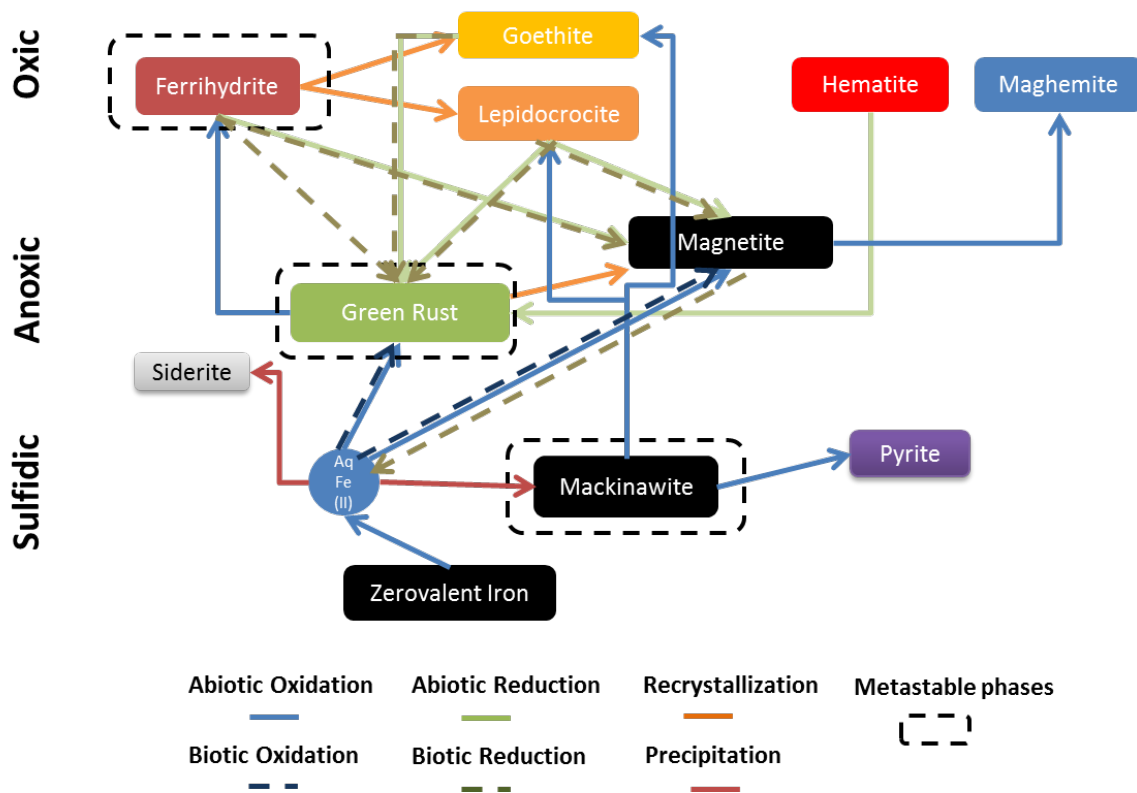 Oxic
Anoxic
Sulfidic
Goethite
Ferrihydrite
Lepidocrocite
Hematite
Maghemite
Magnetite
Green Rust
Siderite
Aq
Fe
(II)
Mackinawite
Pyrite
Zerovalent Iron
Abiotic Oxidation
Abiotic Reduction
Recrystallization
Metastable phases
Biotic Oxidation
Biotic Reduction
Precipitation